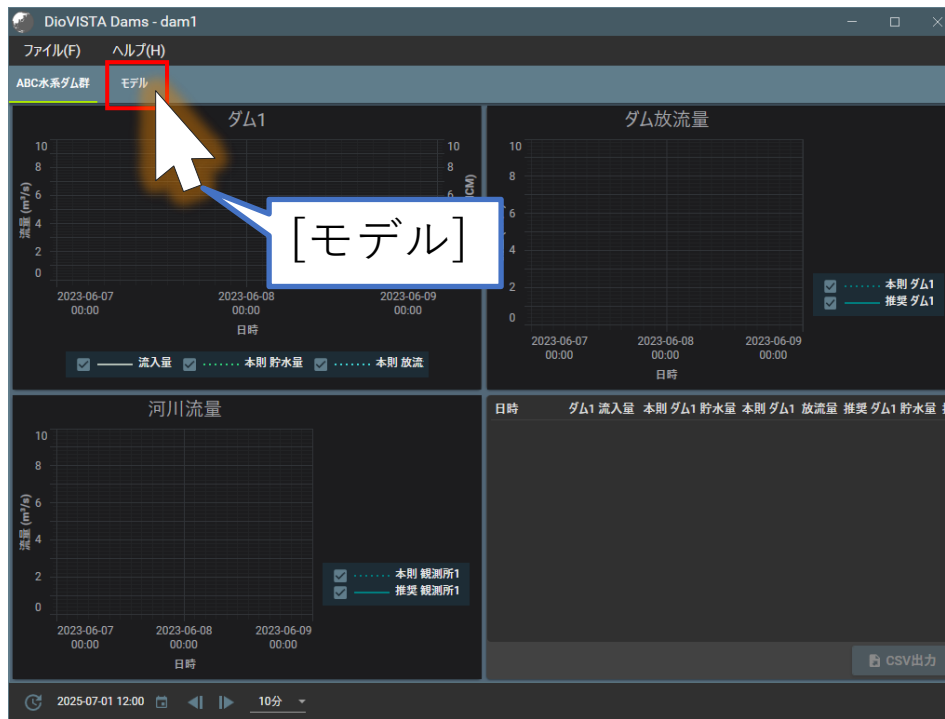 DioVISTA Dams - dam1
ファイル(F) ヘルプ(H)
ABC水系ダム群 モデル
ダム1
10
8
6
4
2
0
流量 (m³/s)
10
8
6
2023-06-07 00:00
2023-06-08 00:00
2023-06-09 00:00
日時
流入量 本則 貯水量 本則 放流
[モデル]
ダム放流量
10
8
6
4
2
0
2023-06-07 00:00
2023-06-08 00:00
2023-06-09 00:00
日時
本則 ダム1
推奨 ダム1
河川流量
10
8
6
4
2
0
流量 (m³/s)
2023-06-07 00:00
2023-06-08 00:00
2023-06-09 00:00
日時
本則 観測所1
推奨 観測所1
日時 ダム1 流入量 本則 ダム1 貯水量 本則 ダム1 放流量 推奨 ダム1 貯水量
CSV出力
2025-07-01 12:00 10分